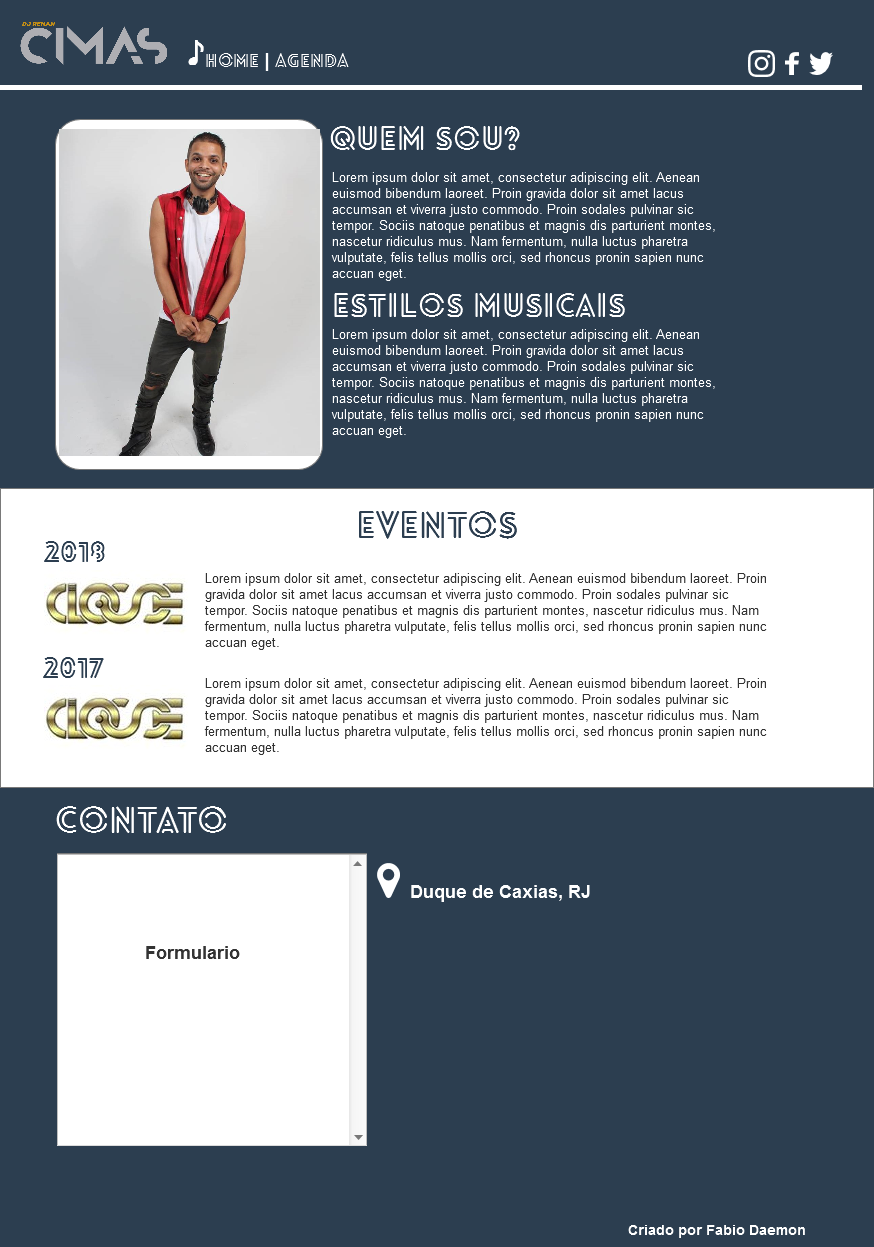 DJ RENAN
CIMAS
HOME | AGENDA
QUEM SOU?
Lorem ipsum dolor sit amet, consectetur adipiscing elit. Aenean
euismod bibendum laoreet. Proin gravida dolor sit amet lacus
accumsan et viverra justo commodo. Proin sodales pulvinar sic
tempor. Sociis natoque penatibus et magnis dis parturient montes,
nascetur ridiculus mus. Nam fermentum, nulla luctus pharetra
vulputate, felis tellus mollis orci, sed rhoncus pronin sapien nunc
accuan eget.
ESTILOS MUSICAIS
Lorem ipsum dolor sit amet, consectetur adipiscing elit. Aenean
euismod bibendum laoreet. Proin gravida dolor sit amet lacus
accumsan et viverra justo commodo. Proin sodales pulvinar sic
tempor. Sociis natoque penatibus et magnis dis parturient montes,
nascetur ridiculus mus. Nam fermentum, nulla luctus pharetra
vulputate, felis tellus mollis orci, sed rhoncus pronin sapien nunc
accuan eget.
EVENTOS
2018
CLOSE
Lorem ipsum dolor sit amet, consectetur adipiscing elit. Aenean euismod bibendum laoreet. Proin
gravida dolor sit amet lacus accumsan et viverra justo commodo. Proin sodales pulvinar sic
tempor. Sociis natoque penatibus et magnis dis parturient montes, nascetur ridiculus mus. Nam
fermentum, nulla luctus pharetra vulputate, felis tellus mollis orci, sed rhoncus pronin sapien nunc
accuan eget.
2017
CLOSE
Lorem ipsum dolor sit amet, consectetur adipiscing elit. Aenean euismod bibendum laoreet. Proin
gravida dolor sit amet lacus accumsan et viverra justo commodo. Proin sodales pulvinar sic
tempor. Sociis natoque penatibus et magnis dis parturient montes, nascetur ridiculus mus. Nam
fermentum, nulla luctus pharetra vulputate, felis tellus mollis orci, sed rhoncus pronin sapien nunc
accuan eget.
CONTATO
Duque de Caxias, RJ
Formulario
Criado por Fabio Daemon